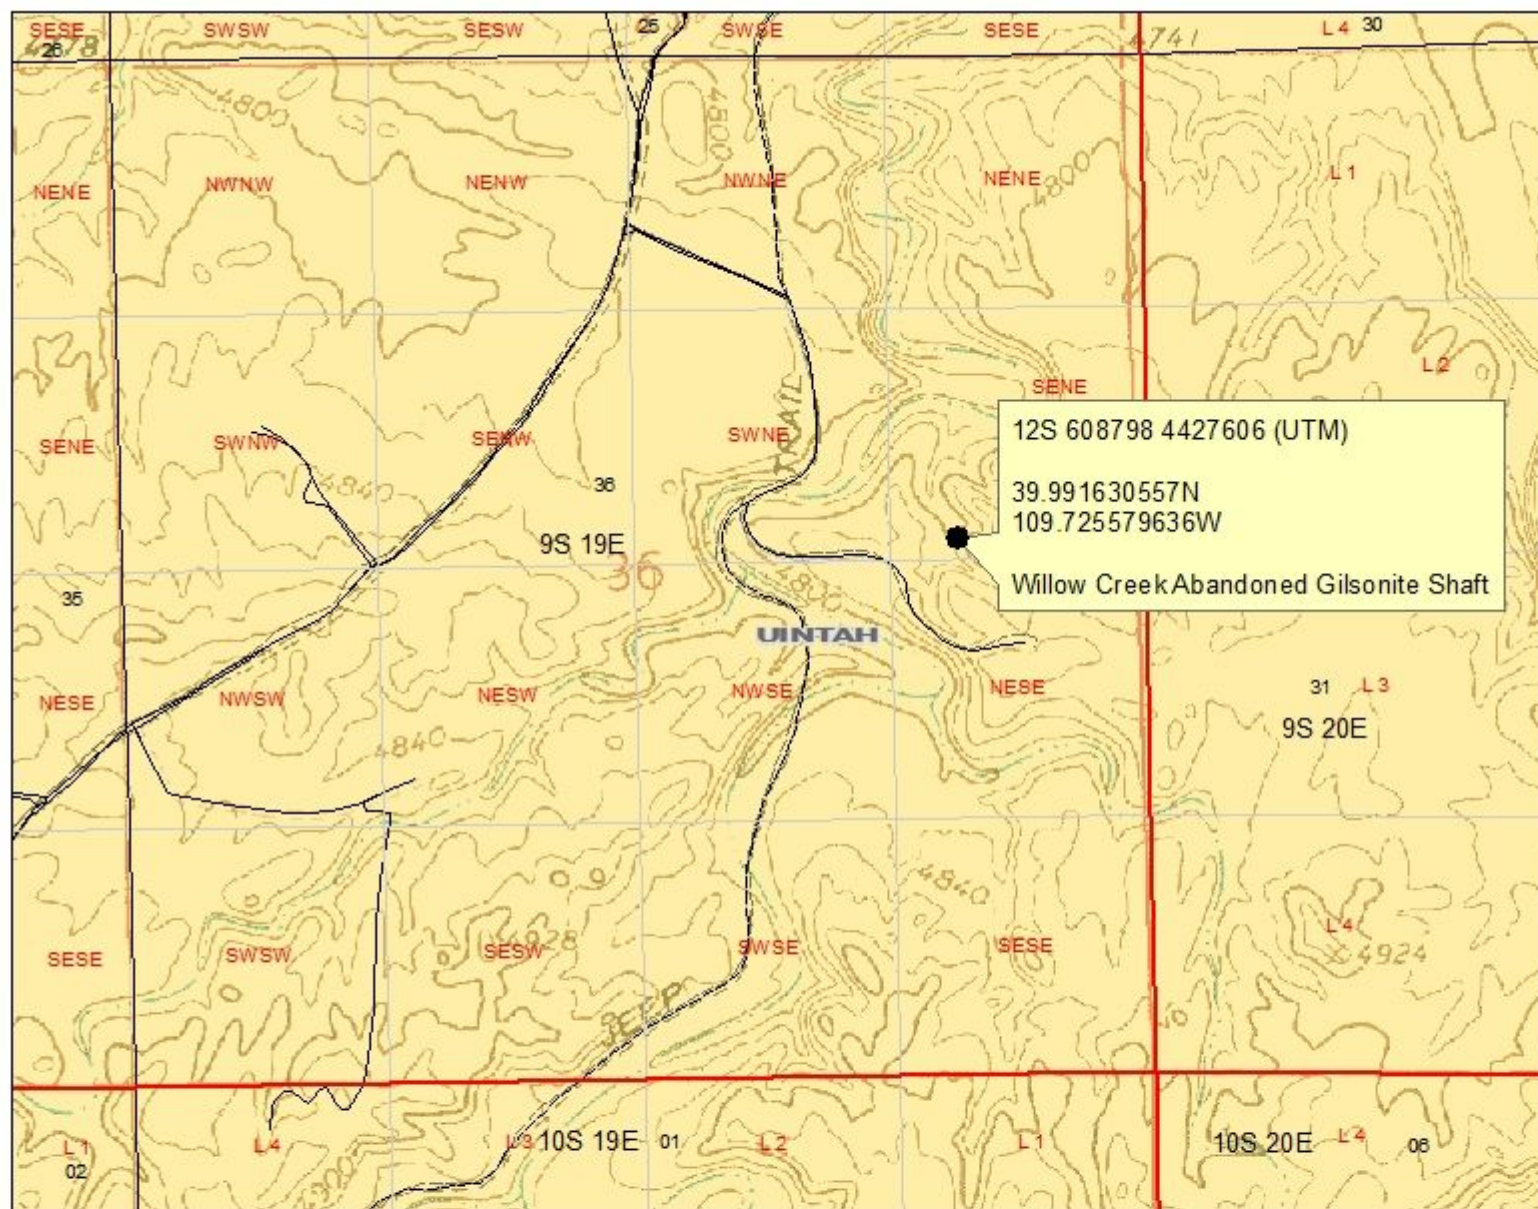 SESE SWSW SESW 25 SWSE SESE L 4 30
26 4741
4800 4800
NENE NWNW NENW NWNE NENE 4800 L 1
SENE L 2
TRAIL
SENE SWNW SENW SWNE
4840 36
9S 19E
36
35
12S 608798 4427606 (UTM)
39.991630557N
109.725579636W
Willow Creek Abandoned Gilsonite Shaft
4800
UINTAH
NESE NWSW NESW NWSE NESE 31 L 3
9S 20E
4840
4840
SESE SWSW 4928 SESW SWSE SESE L 4
4924
JEEP
L 1 L 4 L 3 10S 19E 01 L 2 L 1 10S 20E L 4 06
02
4900